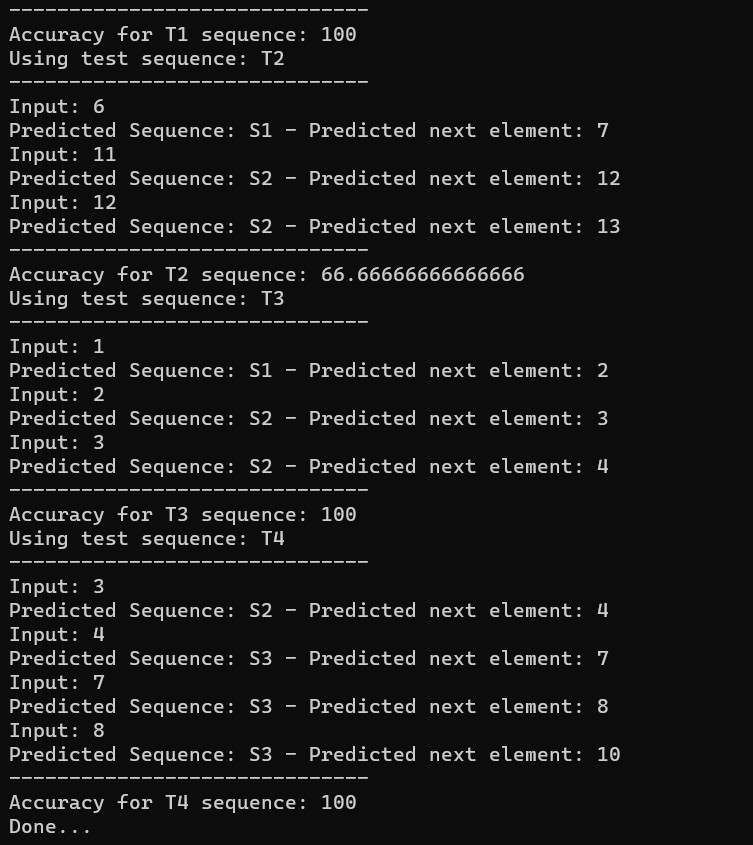 ------------------------------
Accuracy for T1 sequence: 100
Using test sequence: T2
------------------------------
Input: 6
Predicted Sequence: S1 - Predicted next element: 7
Input: 11
Predicted Sequence: S2 - Predicted next element: 12
Input: 12
Predicted Sequence: S2 - Predicted next element: 13
------------------------------
Accuracy for T2 sequence: 66.66666666666666
Using test sequence: T3
------------------------------
Input: 1
Predicted Sequence: S1 - Predicted next element: 2
Input: 2
Predicted Sequence: S2 - Predicted next element: 3
Input: 3
Predicted Sequence: S2 - Predicted next element: 4
------------------------------
Accuracy for T3 sequence: 100
Using test sequence: T4
------------------------------
Input: 3
Predicted Sequence: S2 - Predicted next element: 4
Input: 4
Predicted Sequence: S3 - Predicted next element: 7
Input: 7
Predicted Sequence: S3 - Predicted next element: 8
Input: 8
Predicted Sequence: S3 - Predicted next element: 10
------------------------------
Accuracy for T4 sequence: 100
Done...